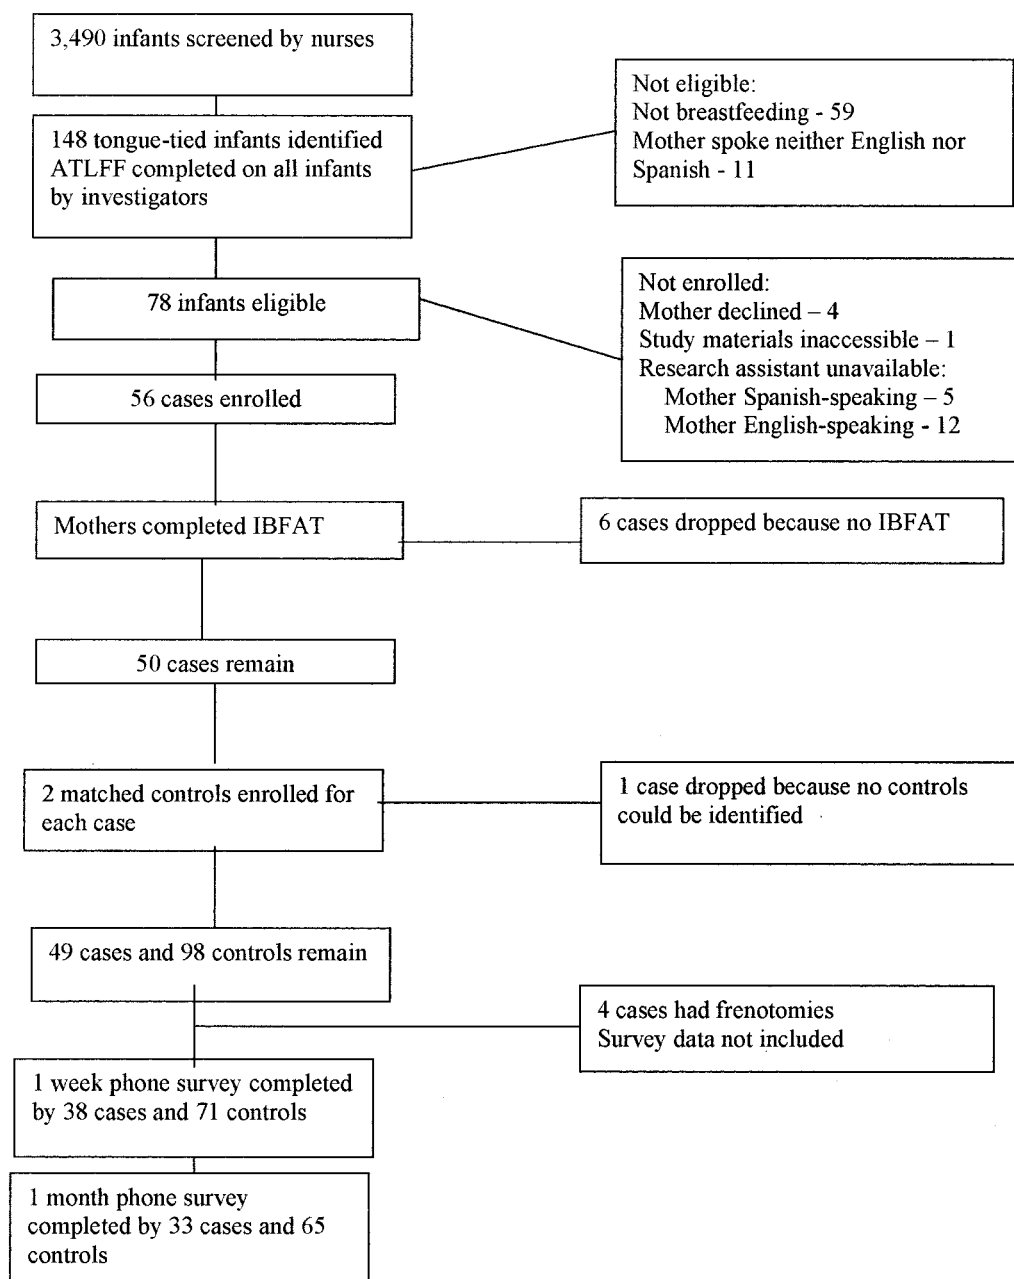 3,490 infants screened by nurses
Not eligible:
Not breastfeeding - 59
Mother spoke neither English nor
Spanish - 11
148 tongue-tied infants identified
ATLFF completed on all infants
by investigators
78 infants eligible
Not enrolled:
Mother declined – 4
Study materials inaccessible – 1
Research assistant unavailable:
Mother Spanish-speaking – 5
Mother English-speaking - 12
56 cases enrolled
Mothers completed IBFAT
6 cases dropped because no IBFAT
50 cases remain
2 matched controls enrolled for
each case
1 case dropped because no controls
could be identified
49 cases and 98 controls remain
4 cases had frenotomies
Survey data not included
1 week phone survey completed
by 38 cases and 71 controls
1 month phone survey
completed by 33 cases and 65
controls